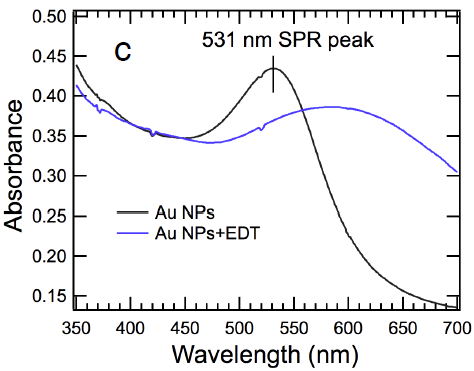 0.50
0.45
0.40
0.35
0.30
0.25
0.20
0.15
Absorbance
C
531 nm SPR peak
Au NPs
Au NPs+EDT
350 400 450 500 550 600 650 700
Wavelength (nm)